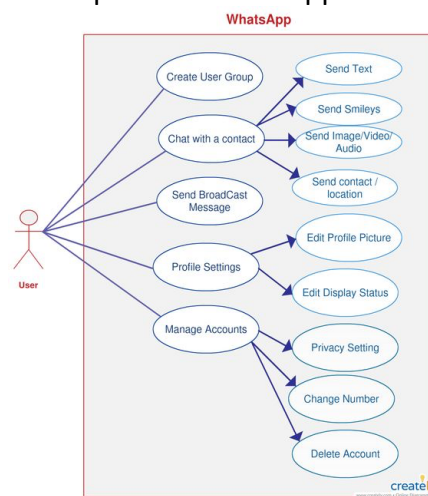 WhatsApp
Create User Group
Send Text
Send Smileys
Chat with a contact
Send Image/Video/
Audio
Send contact /
location
Send BroadCast
Message
User
Edit Profile Picture
Profile Settings
Edit Display Status
Manage Accounts
Privacy Setting
Change Number
Delete Account
create